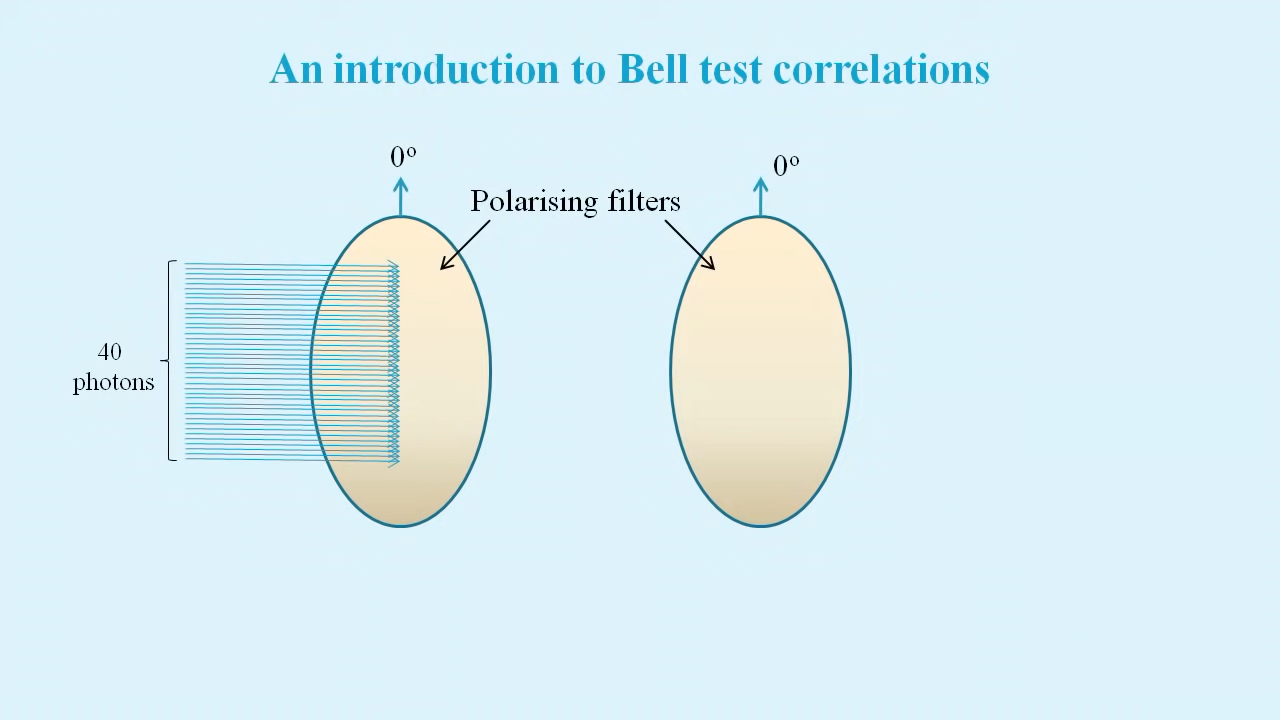 An introduction to Bell test correlations
0º
0º
Polarising filters
40
photons